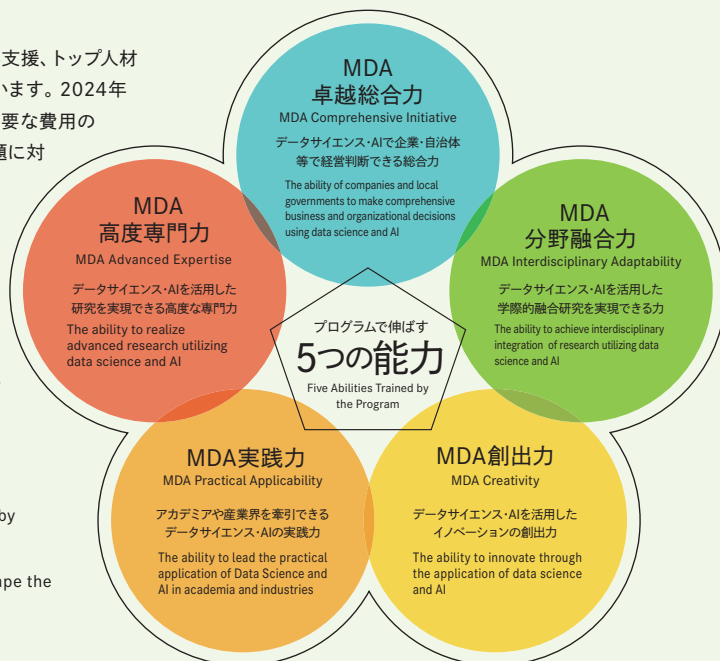 支援、トップ人材
います。2024年
要な費用の
題に対
by
ape the
MDA
卓越総合力
MDA Comprehensive Initiative
データサイエンス・AIで企業・自治体
等で経営判断できる総合力
The ability of companies and local
governments to make comprehensive
business and organizational decisions
using data science and AI
MDA
高度専門力
MDA Advanced Expertise
データサイエンス・AIを活用した
研究を実現できる高度な専門力
The ability to realize
advanced research utilizing
data science and AI
MDA
分野融合力
MDA Interdisciplinary Adaptability
データサイエンス・AIを活用した
学際的融合研究を実現できる力
The ability to achieve interdisciplinary
integration of research utilizing data
science and AI
プログラムで伸ばす
5つの能力
Five Abilities Trained by
the Program
MDA実践力
MDA Practical Applicability
アカデミアや産業界を牽引できる
データサイエンス・AIの実践力
The ability to lead the practical
application of Data Science and
AI in academia and industries
MDA創出力
MDA Creativity
データサイエンス・AIを活用した
イノベーションの創出力
The ability to innovate through
the application of data science
and AI